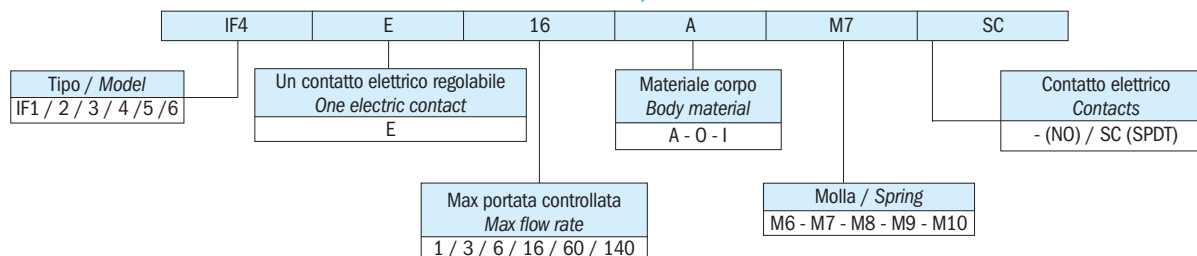 IF4 E 16 A M7 SC
Tipo / Model
IF1 / 2 / 3 / 4 /5 /6
Un contatto elettrico regolabile
One electric contact
E
Materiale corpo
Body material
A - O - I
Contatto elettrico
Contacts
- (NO) / SC (SPDT)
Max portata controllata
Max flow rate
1 / 3 / 6 / 16 / 60 / 140
Molla / Spring
M6 - M7 - M8 - M9 - M10